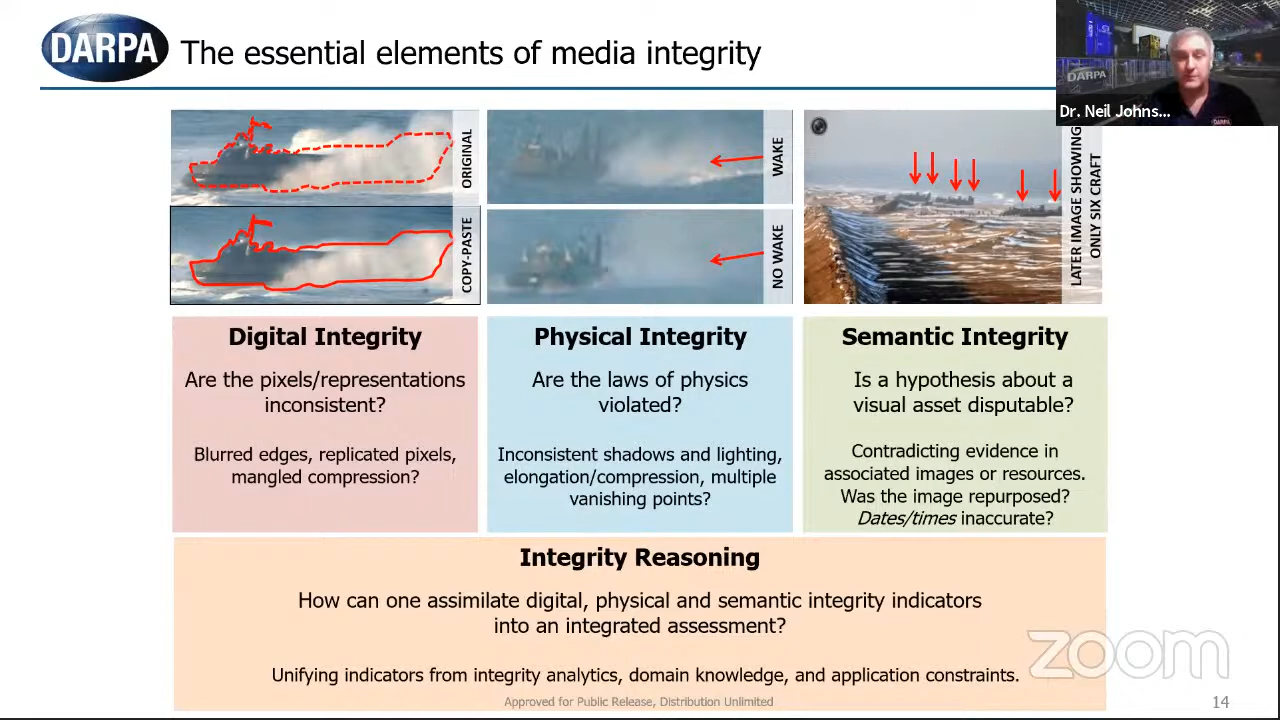 DARPA
The essential elements of media integrity
DARPA
Dr. Neil Johns...
DARPA
ORIGINAL
COPY-PASTE
WAKE
NO WAKE
LATER IMAGE SHOWING
ONLY SIX CRAFT
Digital Integrity
Are the pixels/representations
inconsistent?
Blurred edges, replicated pixels,
mangled compression?
Physical Integrity
Are the laws of physics
violated?
Inconsistent shadows and lighting,
elongation/compression, multiple
vanishing points?
Semantic Integrity
Is a hypothesis about a
visual asset disputable?
Contradicting evidence in
associated images or resources.
Was the image repurposed?
Dates/times inaccurate?
Integrity Reasoning
How can one assimilate digital, physical and semantic integrity indicators
into an integrated assessment?
Unifying indicators from integrity analytics, domain knowledge, and application constraints.
zoom
Approved for Public Release, Distribution Unlimited
14